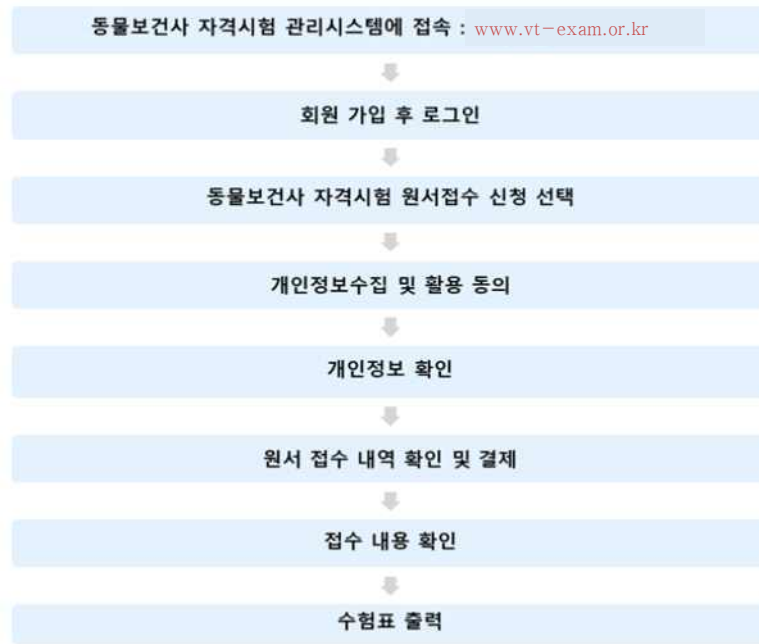 동물보건사 자격시험 관리시스템에 접속 : www.vt-exam.or.kr
회원 가입 후 로그인
동물보건사 자격시험 원서접수 신청 선택
개인정보수집 및 활용 동의
개인정보 확인
원서 접수 내역 확인 및 결제
접수 내용 확인
수험표 출력